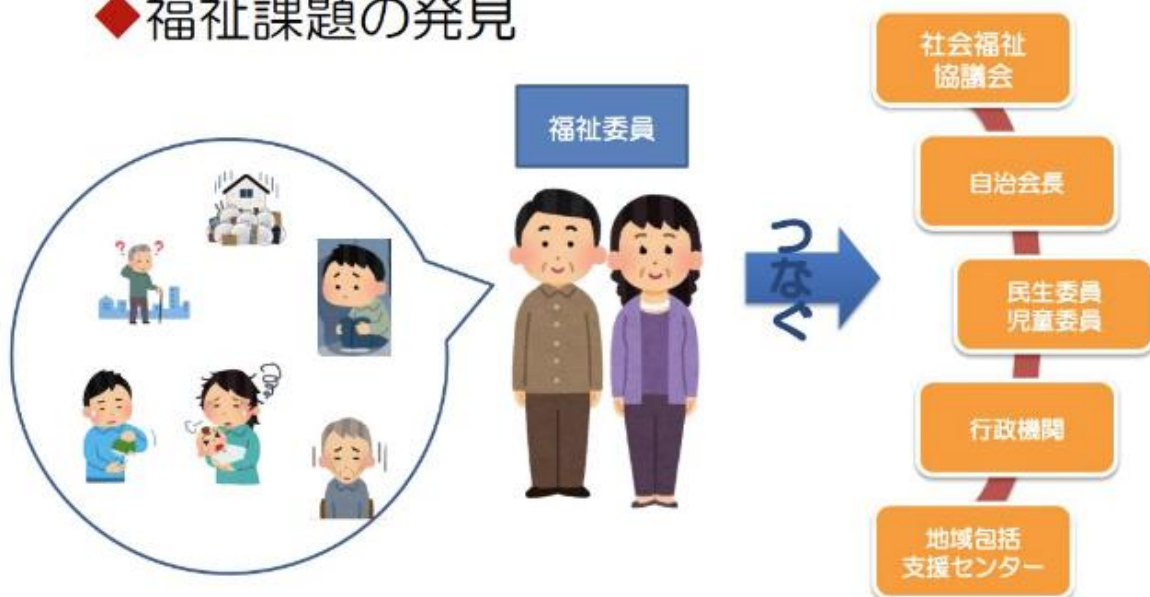 ◆福祉課題の発見
福祉委員
つなぐ
社会福祉
協議会
自治会長
民生委員
児童委員
行政機関
地域包括
支援センター